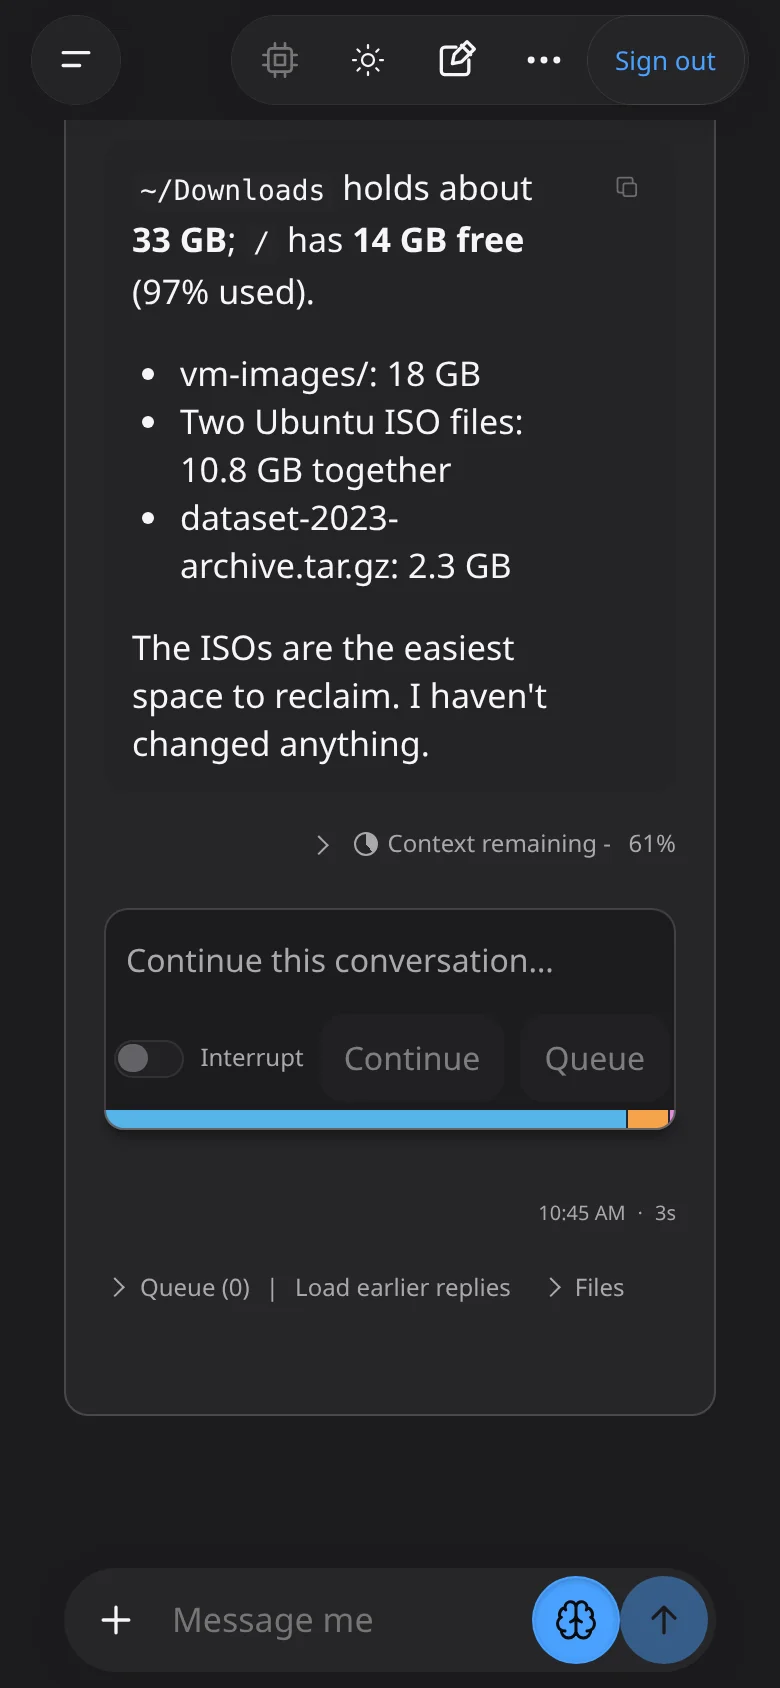 Sign out
~/Downloads holds about
33 GB; / has 14 GB free
(97% used).
• vm-images/: 18 GB
• Two Ubuntu ISO files:
10.8 GB together
• dataset-2023-
archive.tar.gz: 2.3 GB
The ISOs are the easiest
space to reclaim. I haven't
changed anything.
Context remaining - 61%
Continue this conversation...
Interrupt Continue Queue
10:45 AM · 3s
Queue (0) | Load earlier replies Files
Message me